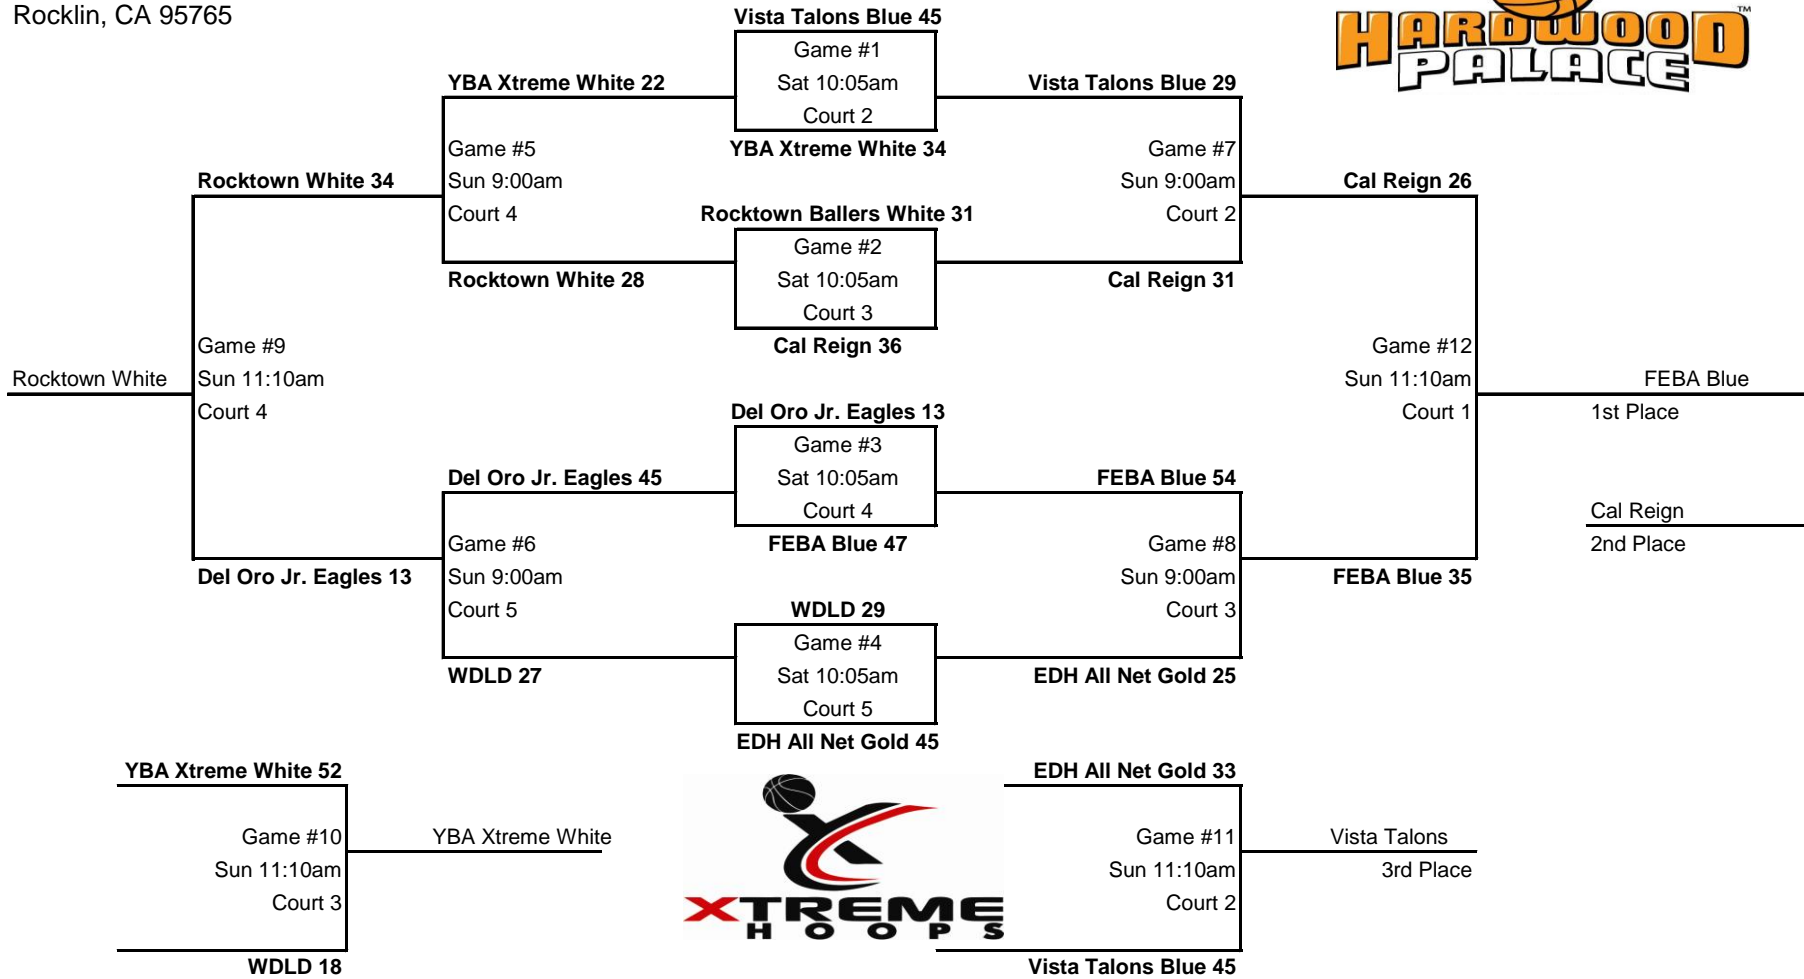 Rocklin, CA 95765
HARDWOOD
PALACE
™
Vista Talons Blue 45
Game #1
Sat 10:05am
Court 2
YBA Xtreme White 34
YBA Xtreme White 22
Game #5
Sun 9:00am
Court 4
Rocktown White 28
Vista Talons Blue 29
Game #7
Sun 9:00am
Court 2
Cal Reign 31
Rocktown Ballers White 31
Game #2
Sat 10:05am
Court 3
Cal Reign 36
Rocktown White 34
Game #9
Sun 11:10am
Court 4
Del Oro Jr. Eagles 13
Rocktown White
Cal Reign 26
Game #12
Sun 11:10am
Court 1
FEBA Blue 35
FEBA Blue
1st Place
Cal Reign
2nd Place
Del Oro Jr. Eagles 13
Game #3
Sat 10:05am
Court 4
FEBA Blue 47
Del Oro Jr. Eagles 45
Game #6
Sun 9:00am
Court 5
WDLD 27
FEBA Blue 54
Game #8
Sun 9:00am
Court 3
EDH All Net Gold 25
WDLD 29
Game #4
Sat 10:05am
Court 5
EDH All Net Gold 45
YBA Xtreme White 52
Game #10
Sun 11:10am
Court 3
WDLD 18
YBA Xtreme White
XTREME
HOOPS
EDH All Net Gold 33
Game #11
Sun 11:10am
Court 2
Vista Talons Blue 45
Vista Talons
3rd Place